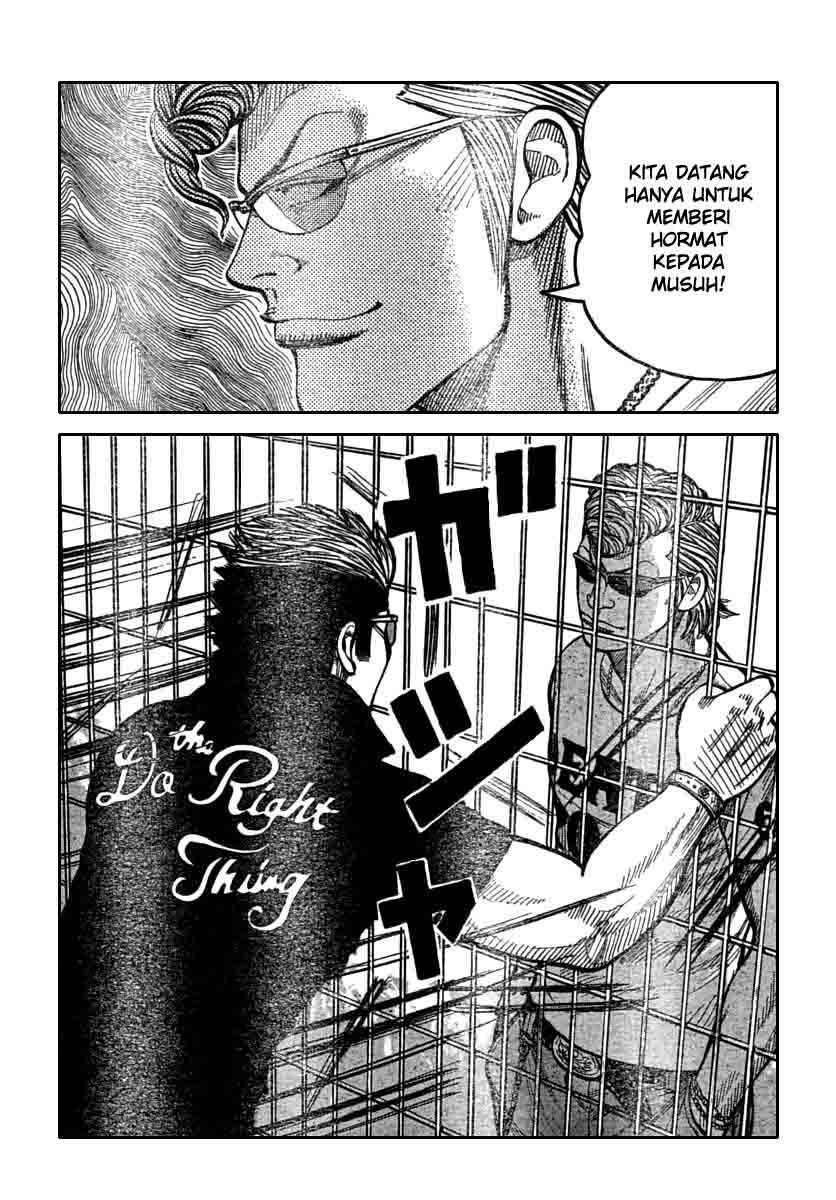 KITA DATANG
HANYA UNTUK
MEMBERI
HORMAT
KEPADA
MUSUH!
ガシャ
the
Do Right
Thing